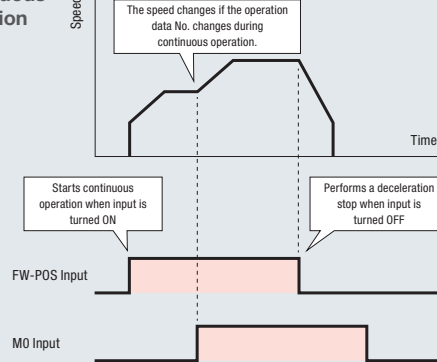 ion
Speed
The speed changes if the operation
data No. changes during
continuous operation.
Time
Starts continuous
operation when input is
turned ON
Performs a deceleration
stop when input is
turned OFF
FW-POS Input
M0 Input